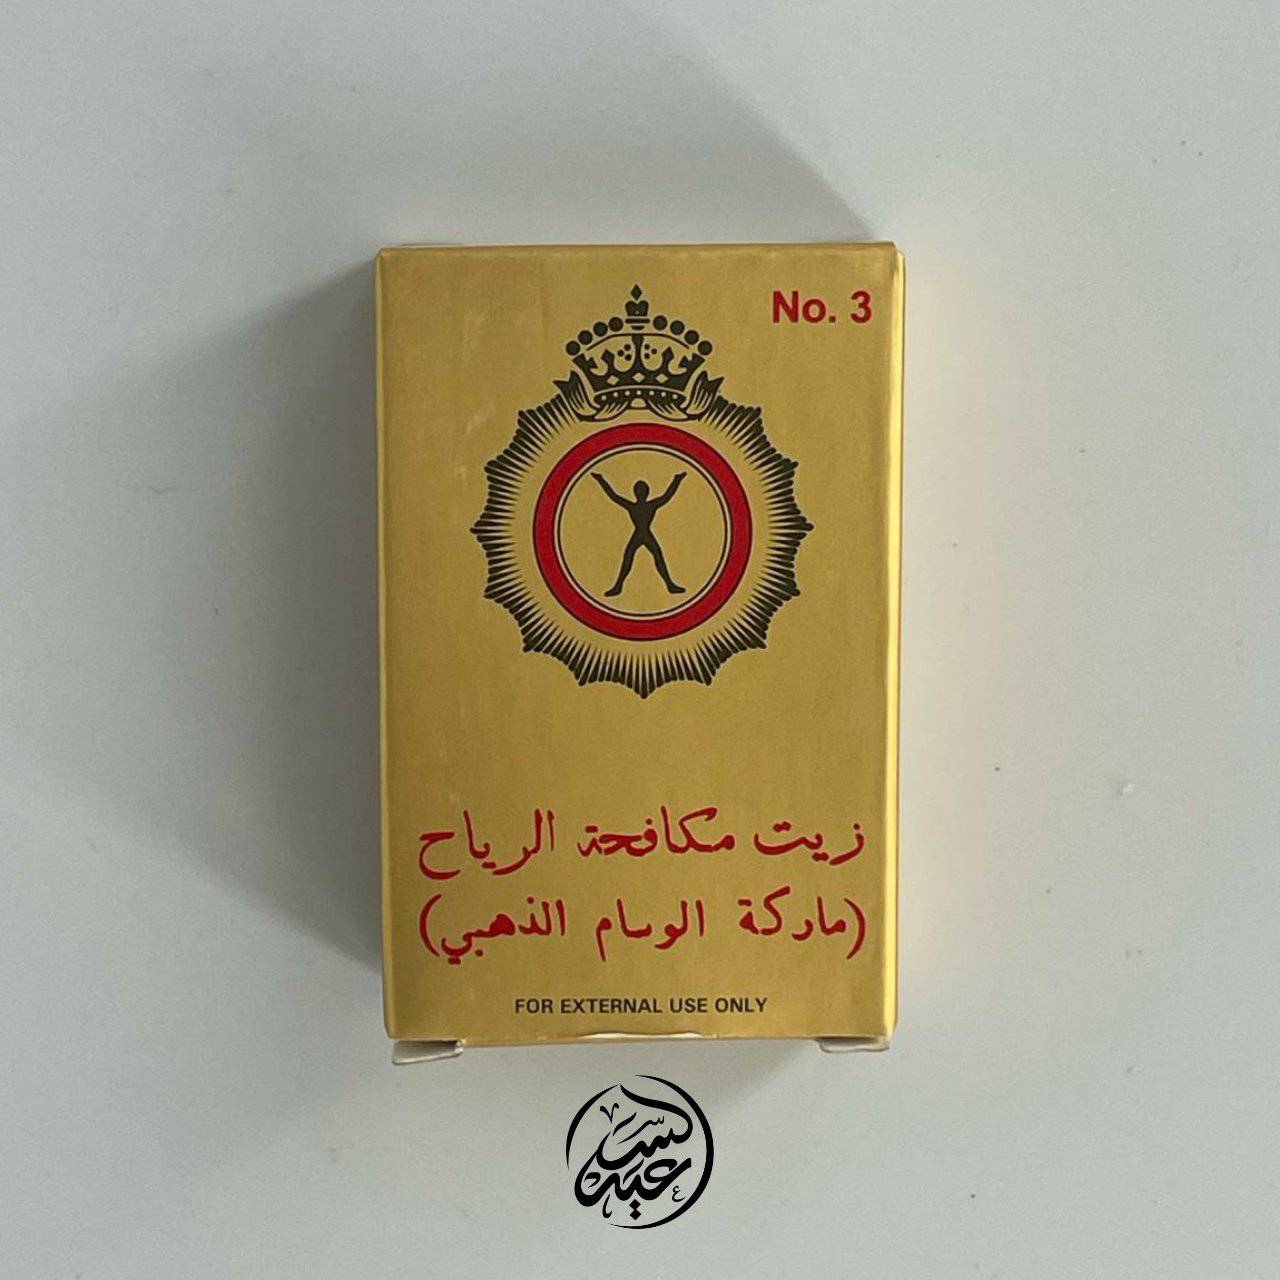 No. 3
زيت مكافحة الرياح
(ماركة الوسام الذهبي)
FOR EXTERNAL USE ONLY